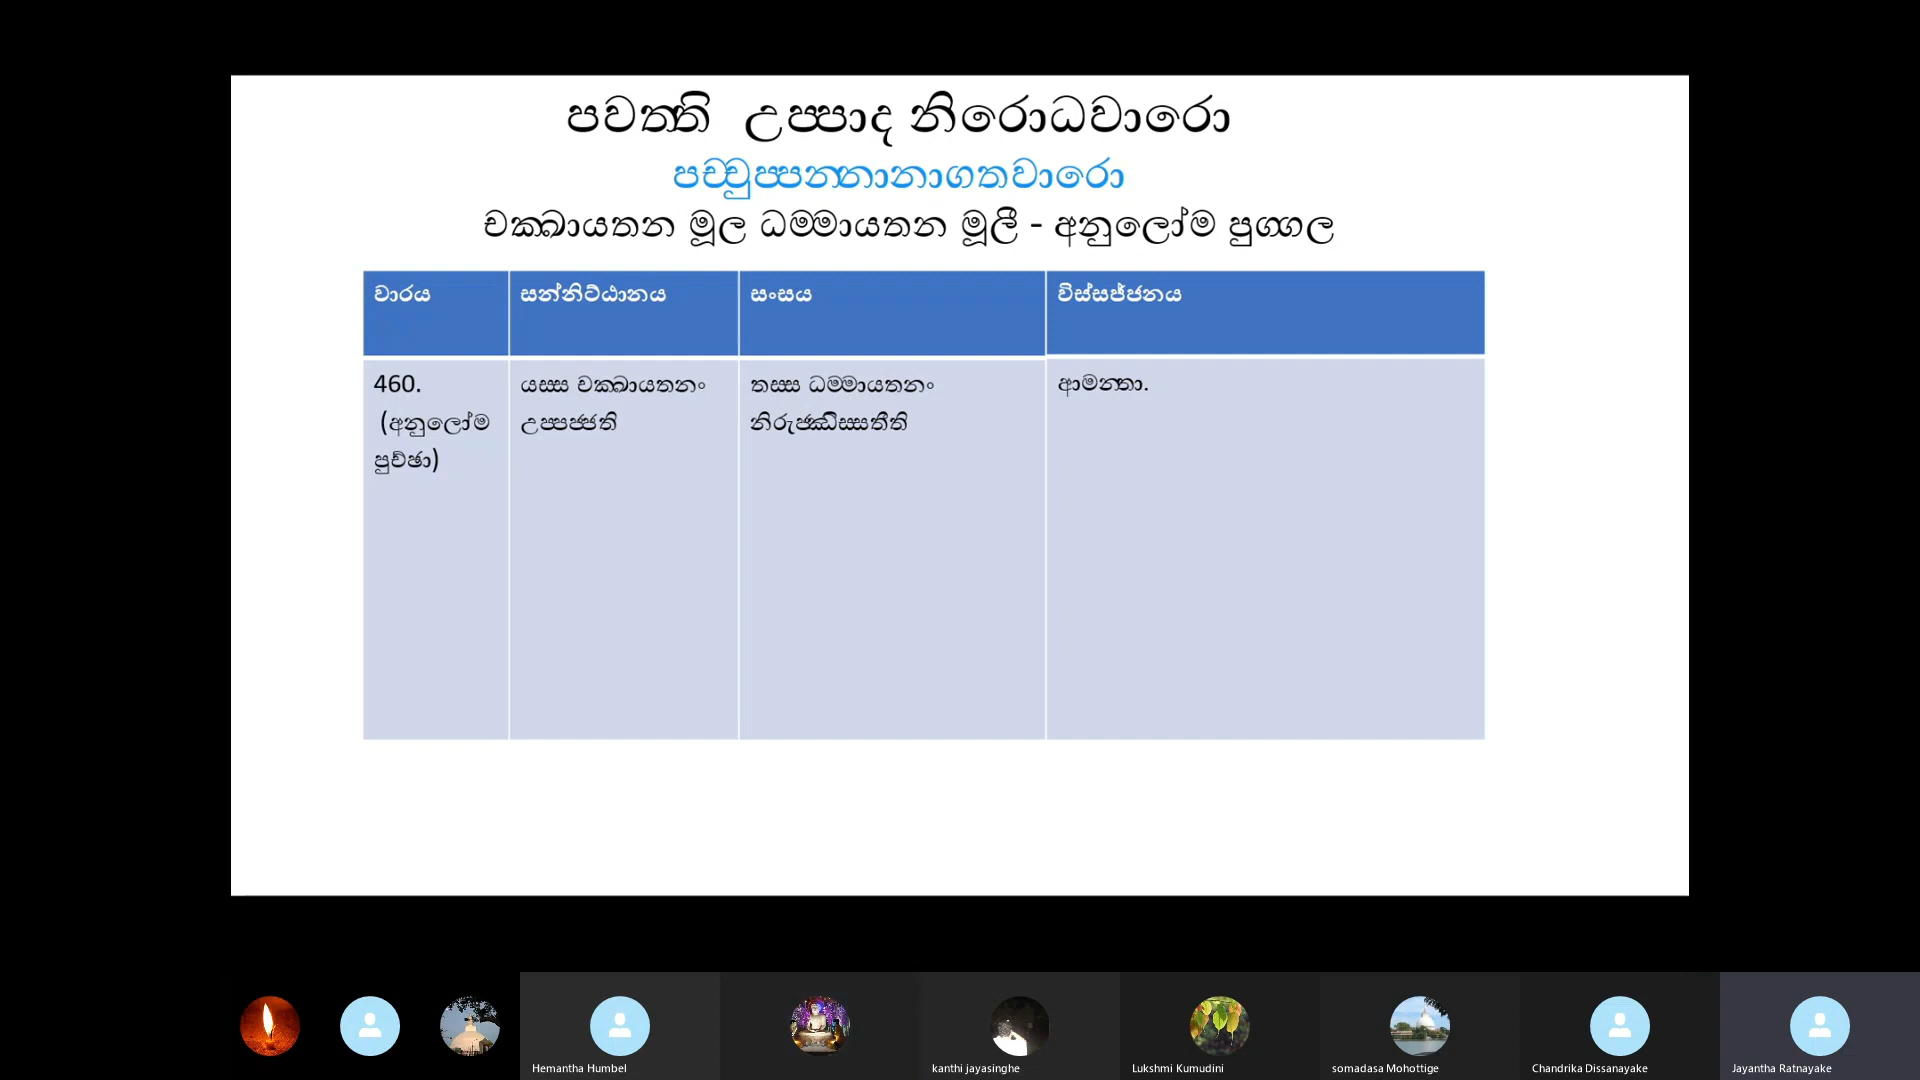 පවත්ති උප්පාද නිරොධවාරො
පච්චුප්පන්නානාගතවාරො
චක්ඛායතන මූල ධම්මායතන මූලී - අනුලෝම පුග්ගල
වාරය
සන්නිට්ඨානය
සංසය
විස්සජ්ජනය
460.
(අනුලෝම
පුච්ඡා)
යස්ස චක්ඛායතනං
උප්පජ්ජති
තස්ස ධම්මායතනං
නිරුජ්ඣිස්සතීති
ආමන්තා.
Hemantha Humbel
kanthi jayasinghe
Lukshmi Kumudini
somadasa Mohottige
Chandrika Dissanayake
Jayantha Ratnayake